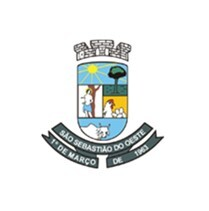 SÃO SEBASTIÃO DO OESTE
1º DE MARÇO DE 1963